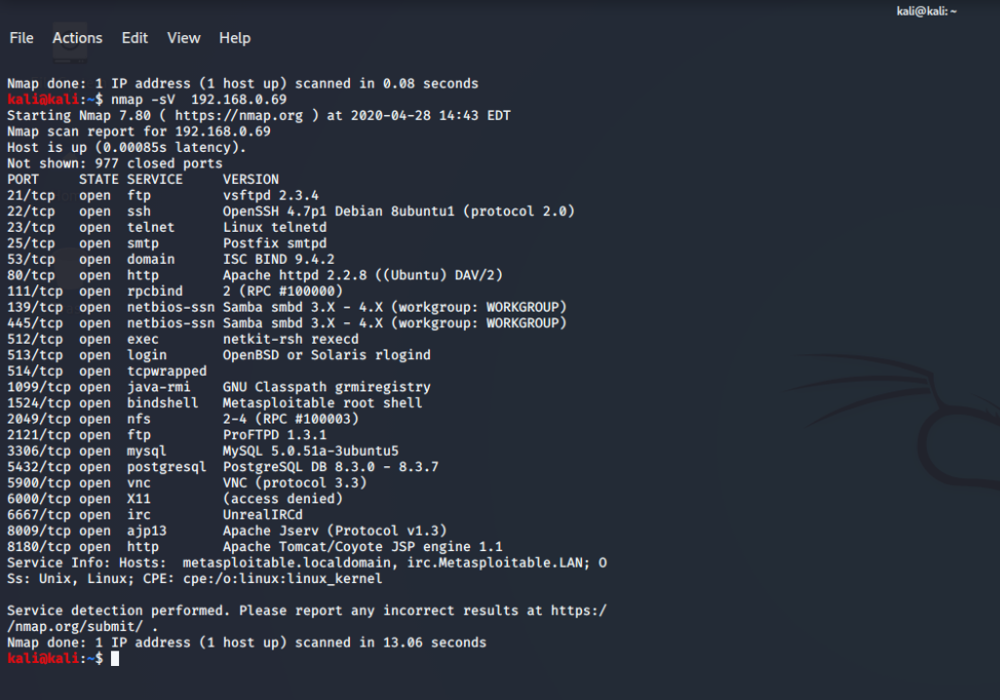 kali@kali: ~
File Actions Edit View Help
Nmap done: 1 IP address (1 host up) scanned in 0.08 seconds
kali@kali:~$ nmap -sV  192.168.0.69
Starting Nmap 7.80 ( https://nmap.org ) at 2020-04-28 14:43 EDT
Nmap scan report for 192.168.0.69
Host is up (0.00085s latency).
Not shown: 977 closed ports
PORT     STATE SERVICE     VERSION
21/tcp   open  ftp         vsftpd 2.3.4
22/tcp   open  ssh         OpenSSH 4.7p1 Debian 8ubuntu1 (protocol 2.0)
23/tcp   open  telnet      Linux telnetd
25/tcp   open  smtp        Postfix smtpd
53/tcp   open  domain      ISC BIND 9.4.2
80/tcp   open  http        Apache httpd 2.2.8 ((Ubuntu) DAV/2)
111/tcp  open  rpcbind     2 (RPC #100000)
139/tcp  open  netbios-ssn Samba smbd 3.X - 4.X (workgroup: WORKGROUP)
445/tcp  open  netbios-ssn Samba smbd 3.X - 4.X (workgroup: WORKGROUP)
512/tcp  open  exec        netkit-rsh rexecd
513/tcp  open  login       OpenBSD or Solaris rlogind
514/tcp  open  tcpwrapped
1099/tcp open  java-rmi    GNU Classpath grmiregistry
1524/tcp open  bindshell   Metasploitable root shell
2049/tcp open  nfs         2-4 (RPC #100003)
2121/tcp open  ftp         ProFTPD 1.3.1
3306/tcp open  mysql       MySQL 5.0.51a-3ubuntu5
5432/tcp open  postgresql  PostgreSQL DB 8.3.0 - 8.3.7
5900/tcp open  vnc         VNC (protocol 3.3)
6000/tcp open  X11         (access denied)
6667/tcp open  irc         UnrealIRCd
8009/tcp open  ajp13       Apache Jserv (Protocol v1.3)
8180/tcp open  http        Apache Tomcat/Coyote JSP engine 1.1
Service Info: Hosts:  metasploitable.localdomain, irc.Metasploitable.LAN; O
Ss: Unix, Linux; CPE: cpe:/o:linux:linux_kernel
Service detection performed. Please report any incorrect results at https:/
/nmap.org/submit/ .
Nmap done: 1 IP address (1 host up) scanned in 13.06 seconds
kali@kali:~$